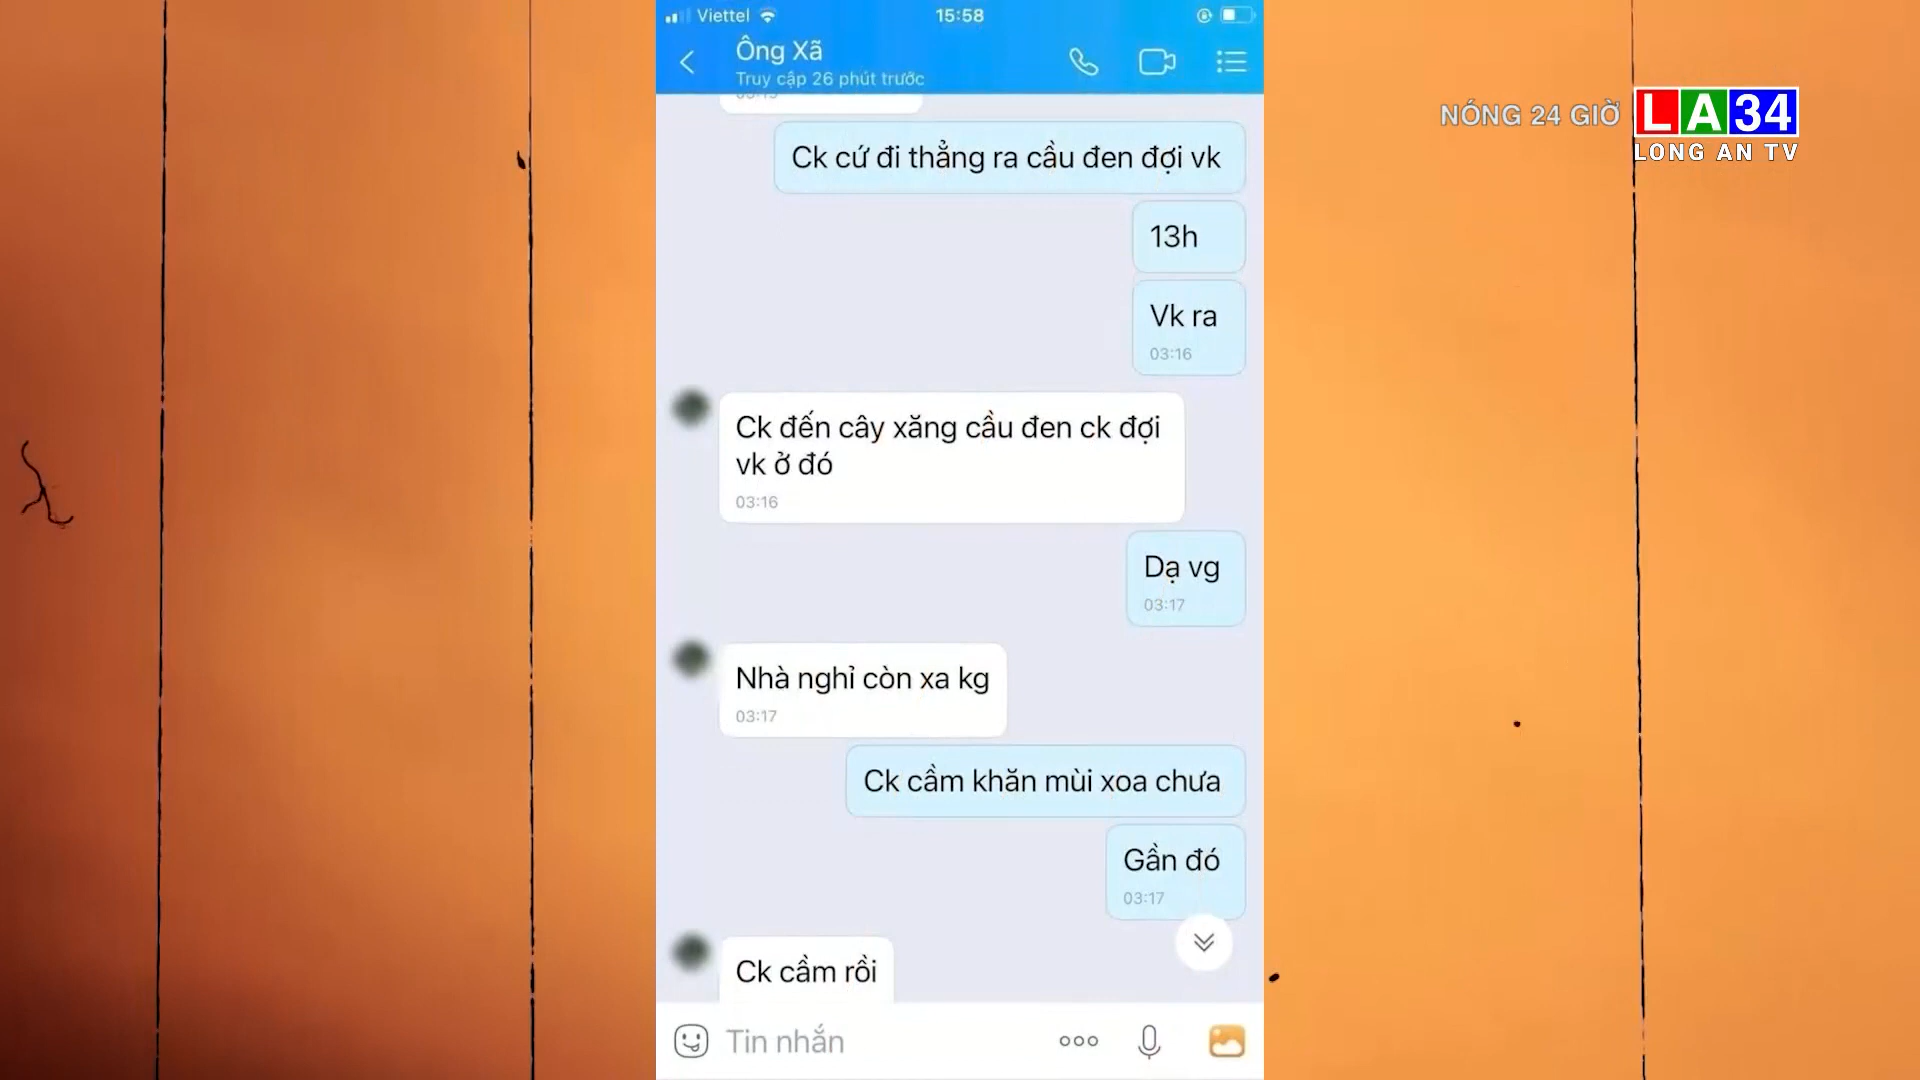 Viettel
15:58
Ông Xã
Truy cập 26 phút trước
NÓNG 24 GIỜ
LA34
LONG AN TV
Ck cứ đi thẳng ra cầu đen đợi vk
13h
Vk ra
03:16
Ck đến cây xăng cầu đen ck đợi
vk ở đó
03:16
Dạ vg
03:17
Nhà nghỉ còn xa kg
03:17
Ck cầm khăn mùi xoa chưa
Gần đó
03:17
Ck cầm rồi
Tin nhắn